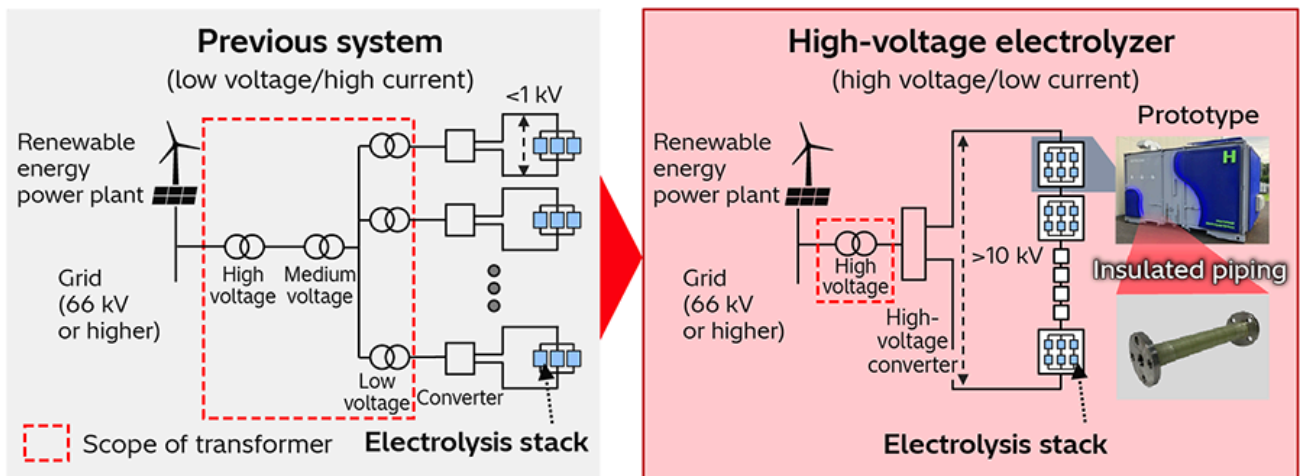 Previous system
(low voltage/high current)
<1 kV
Renewable
energy
power plant
Grid
(66 kV
or higher)
High
voltage
Medium
voltage
Low
voltage
Converter
Scope of transformer
Electrolysis stack
High-voltage electrolyzer
(high voltage/low current)
Prototype
Renewable
energy
power plant
H
>10 kV
Insulated piping
Grid
(66 kV
or higher)
High
voltage
High-
voltage
converter
Electrolysis stack